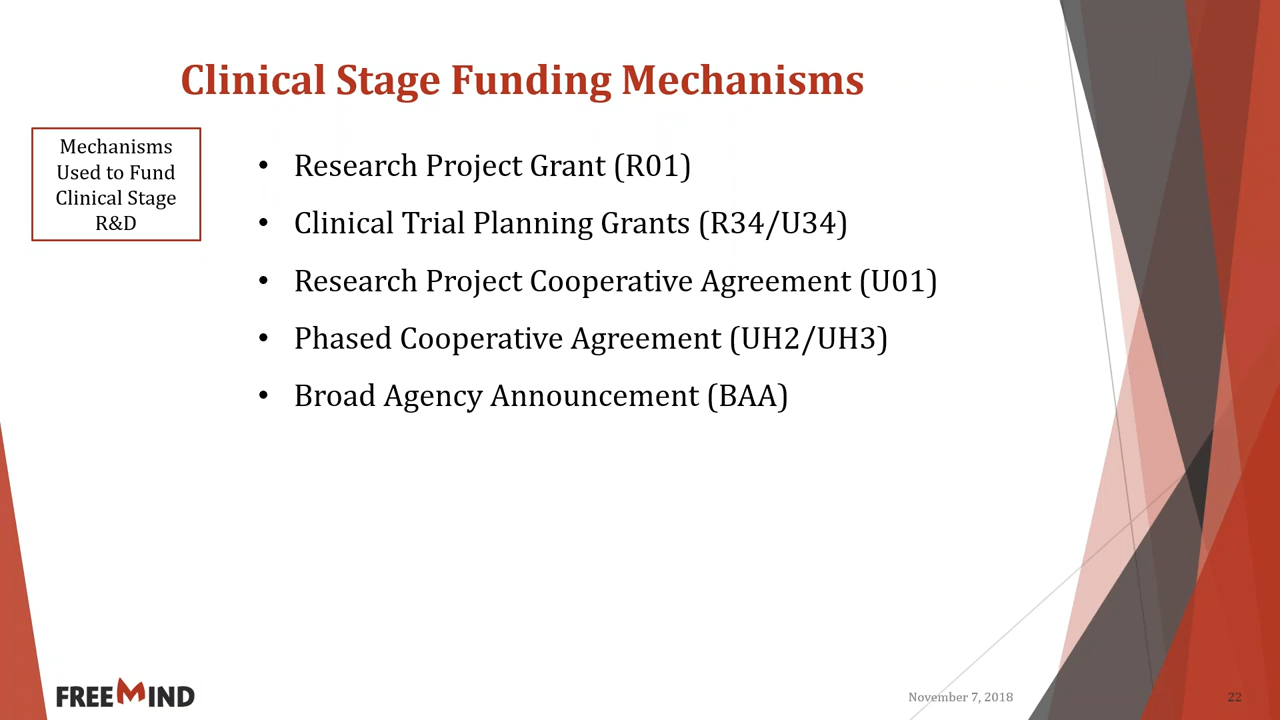 Clinical Stage Funding Mechanisms
Mechanisms
Used to Fund
Clinical Stage
R&D
• Research Project Grant (R01)
• Clinical Trial Planning Grants (R34/U34)
• Research Project Cooperative Agreement (U01)
• Phased Cooperative Agreement (UH2/UH3)
• Broad Agency Announcement (BAA)
FREEMIND
November 7, 2018
22